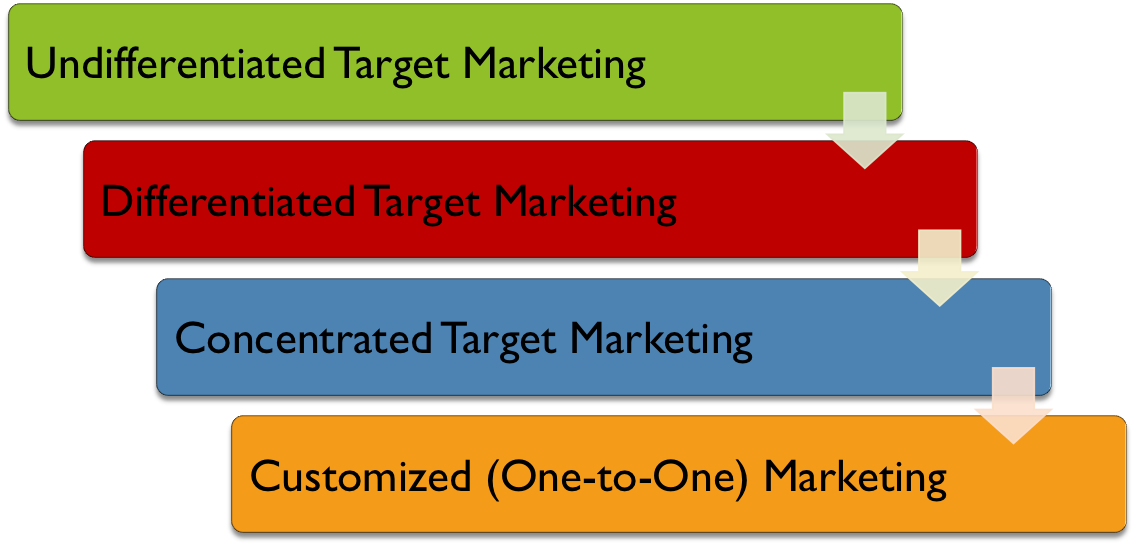 Undifferentiated Target Marketing
Differentiated Target Marketing
Concentrated Target Marketing
Customized (One-to-One) Marketing